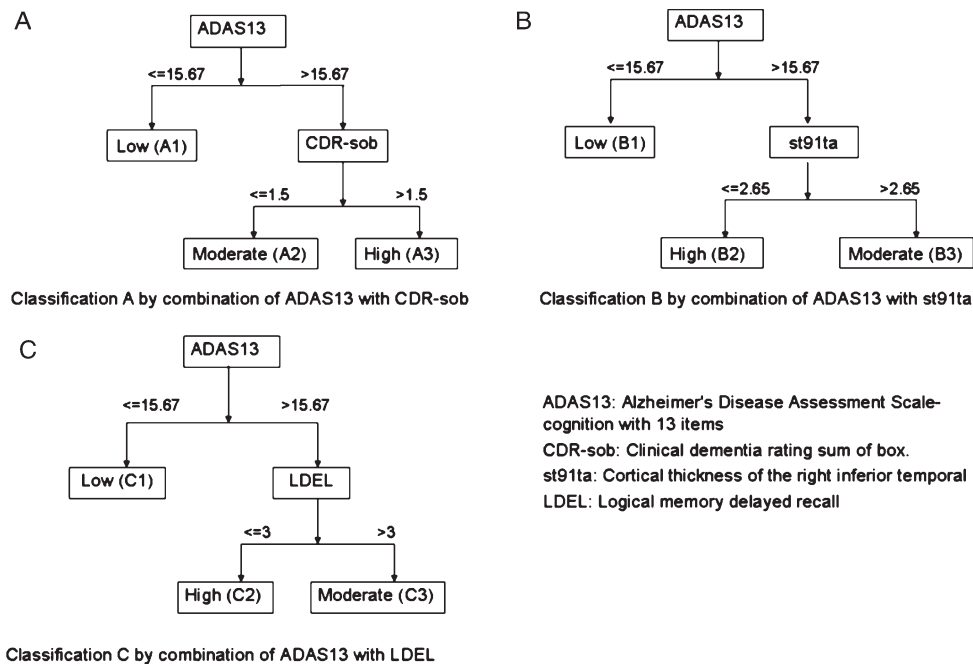 A
ADAS13
<=15.67 >15.67
Low (A1) CDR-sob
<=1.5 >1.5
Moderate (A2) High (A3)
Classification A by combination of ADAS13 with CDR-sob
B
ADAS13
<=15.67 >15.67
Low (B1) st91ta
<=2.65 >2.65
High (B2) Moderate (B3)
Classification B by combination of ADAS13 with st91ta
C
ADAS13
<=15.67 >15.67
Low (C1) LDEL
<=3 >3
High (C2) Moderate (C3)
Classification C by combination of ADAS13 with LDEL
ADAS13: Alzheimer's Disease Assessment Scale-
cognition with 13 items
CDR-sob: Clinical dementia rating sum of box.
st91ta: Cortical thickness of the right inferior temporal
LDEL: Logical memory delayed recall